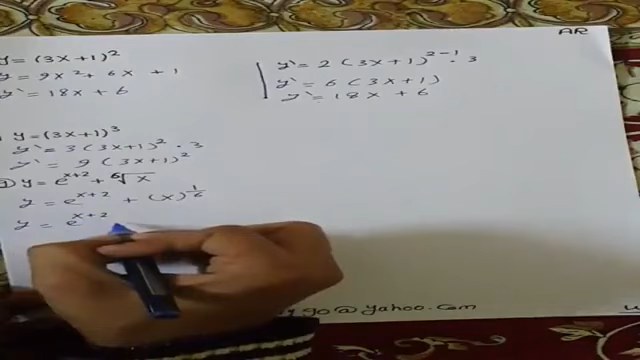 AR
y = (3x+1)²
y = 9x² + 6x + 1
y' = 18x + 6
y' = 2 (3x+1)²⁻¹ · 3
y' = 6 (3x+1)
y' = 18x + 6
y = (3x+1)³
y' = 3 (3x+1)² · 3
y' = 9 (3x+1)²
y = e^(x+2) + ⁶√x
y = e^(x+2) + (x)^(1/6)
y = e^(x+2)
@yahoo.com